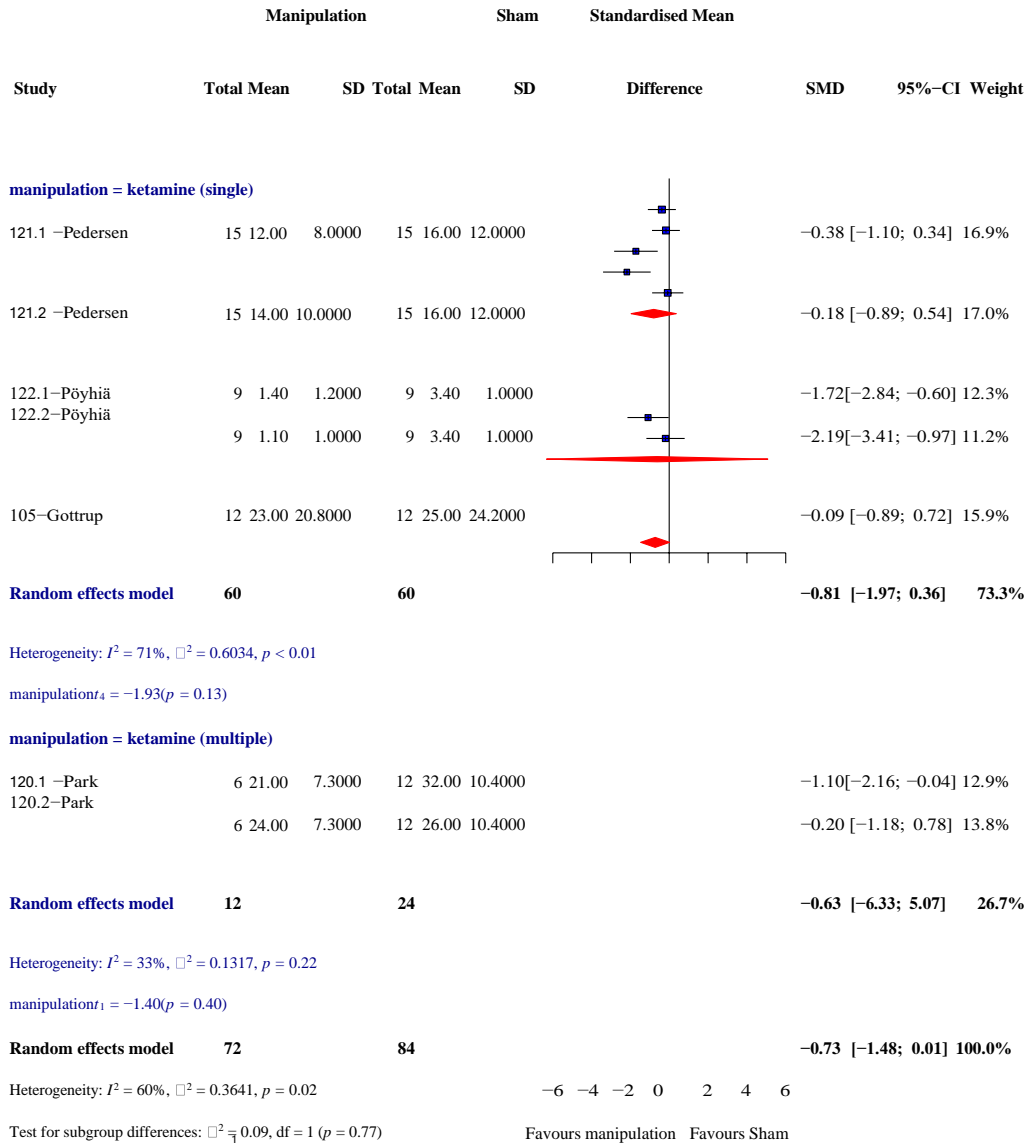 Manipulation Sham Standardised Mean
Study Total Mean SD Total Mean SD Difference SMD 95%−CI Weight
manipulation = ketamine (single)
121.1 −Pedersen 15 12.00 8.0000 15 16.00 12.0000 −0.38 [−1.10; 0.34] 16.9%
121.2 −Pedersen 15 14.00 10.0000 15 16.00 12.0000 −0.18 [−0.89; 0.54] 17.0%
122.1−Pöyhiä 9 1.40 1.2000 9 3.40 1.0000 −1.72[−2.84; −0.60] 12.3%
122.2−Pöyhiä
9 1.10 1.0000 9 3.40 1.0000 −2.19[−3.41; −0.97] 11.2%
105−Gottrup 12 23.00 20.8000 12 25.00 24.2000 −0.09 [−0.89; 0.72] 15.9%
Random effects model 60 60 −0.81 [−1.97; 0.36] 73.3%
Heterogeneity: I² = 71%, □² = 0.6034, p < 0.01
manipulationt₄ = −1.93(p = 0.13)
manipulation = ketamine (multiple)
120.1 −Park 6 21.00 7.3000 12 32.00 10.4000 −1.10[−2.16; −0.04] 12.9%
120.2−Park
6 24.00 7.3000 12 26.00 10.4000 −0.20 [−1.18; 0.78] 13.8%
Random effects model 12 24 −0.63 [−6.33; 5.07] 26.7%
Heterogeneity: I² = 33%, □² = 0.1317, p = 0.22
manipulationt₁ = −1.40(p = 0.40)
Random effects model 72 84 −0.73 [−1.48; 0.01] 100.0%
Heterogeneity: I² = 60%, □² = 0.3641, p = 0.02 −6 −4 −2 0 2 4 6
Test for subgroup differences: □²₁ = 0.09, df = 1 (p = 0.77) Favours manipulation Favours Sham